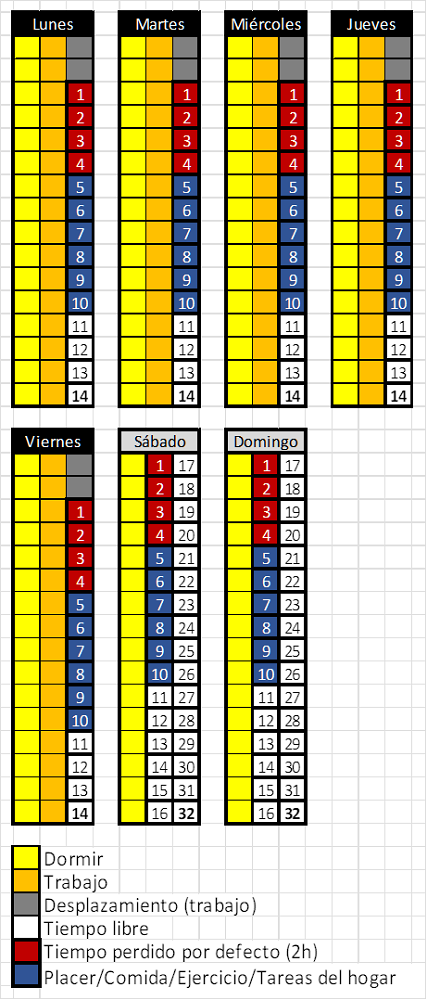 Lunes Martes Miércoles Jueves
1 1 1 1
2 2 2 2
3 3 3 3
4 4 4 4
5 5 5 5
6 6 6 6
7 7 7 7
8 8 8 8
9 9 9 9
10 10 10 10
11 11 11 11
12 12 12 12
13 13 13 13
14 14 14 14
Viernes Sábado Domingo
1 17 1 17
2 18 2 18
1 3 19 3 19
2 4 20 4 20
3 5 21 5 21
4 6 22 6 22
5 7 23 7 23
6 8 24 8 24
7 9 25 9 25
8 10 26 10 26
9 11 27 11 27
10 12 28 12 28
11 13 29 13 29
12 14 30 14 30
13 15 31 15 31
14 16 32 16 32
Dormir
Trabajo
Desplazamiento (trabajo)
Tiempo libre
Tiempo perdido por defecto (2h)
Placer/Comida/Ejercicio/Tareas del hogar